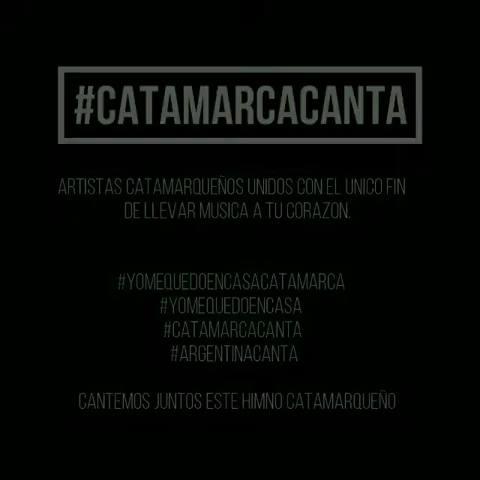 #CATAMARCACANTA
ARTISTAS CATAMARQUEÑOS UNIDOS CON EL UNICO FIN
DE LLEVAR MUSICA A TU CORAZON.
#YOMEQUEDOENCASACATAMARCA
#YOMEQUEDOENCASA
#CATAMARCACANTA
#ARGENTINACANTA
CANTEMOS JUNTOS ESTE HIMNO CATAMARQUEÑO